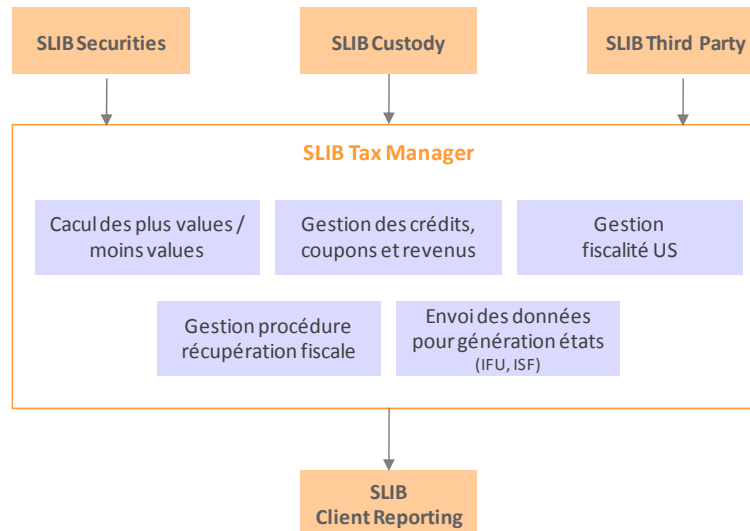 SLIB Securities
SLIB Custody
SLIB Third Party
SLIB Tax Manager
Cacul des plus values /
moins values
Gestion des crédits,
coupons et revenus
Gestion
fiscalité US
Gestion procédure
récupération fiscale
Envoi des données
pour génération états
(IFU, ISF)
SLIB
Client Reporting